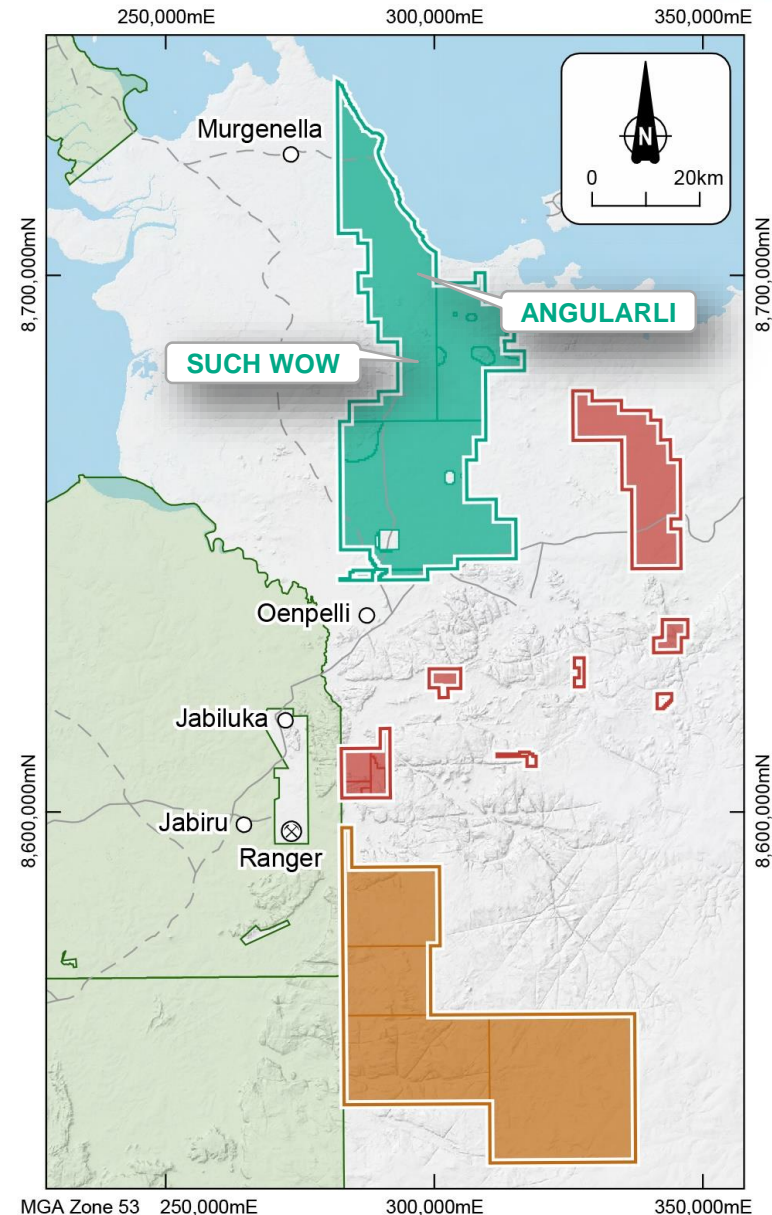 250,000mE
300,000mE
350,000mE
Murgenella
N
0
20km
8,700,000mN
8,700,000mN
ANGULARLI
SUCH WOW
Oenpelli
Jabiluka
8,600,000mN
8,600,000mN
Jabiru
Ranger
MGA Zone 53
250,000mE
300,000mE
350,000mE